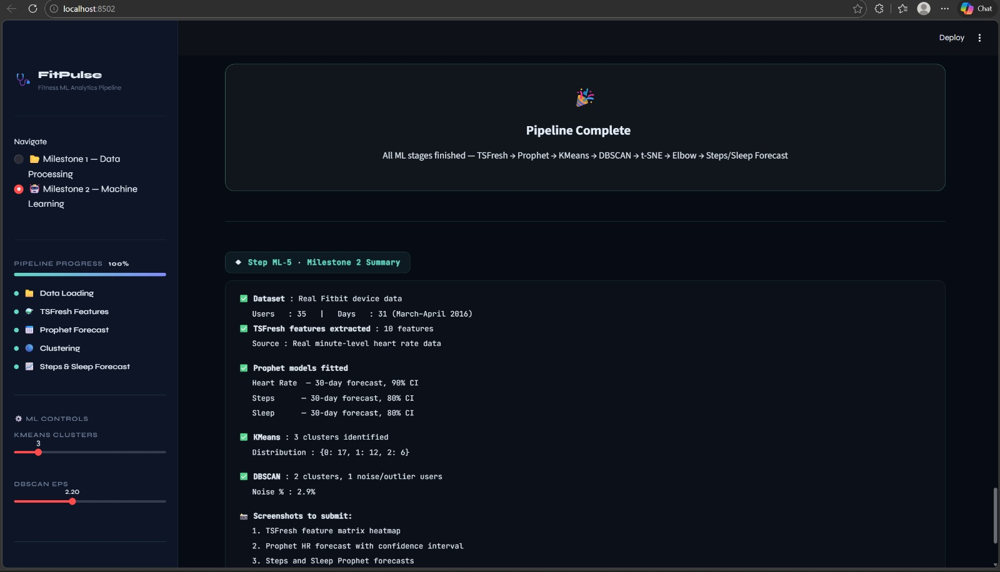 localhost:8502
Chat
Deploy
FitPulse
Fitness ML Analytics Pipeline
Navigate
Milestone 1 — Data
Processing
Milestone 2 — Machine
Learning
PIPELINE PROGRESS 100%
Data Loading
TSFresh Features
Prophet Forecast
Clustering
Steps & Sleep Forecast
ML CONTROLS
KMEANS CLUSTERS
3
DBSCAN EPS
2.20
Pipeline Complete
All ML stages finished — TSFresh → Prophet → KMeans → DBSCAN → t-SNE → Elbow → Steps/Sleep Forecast
Step ML-5 · Milestone 2 Summary
Dataset : Real Fitbit device data
Users : 35 | Days : 31 (March–April 2016)
TSFresh features extracted : 10 features
Source : Real minute-level heart rate data
Prophet models fitted
Heart Rate — 30-day forecast, 90% CI
Steps — 30-day forecast, 80% CI
Sleep — 30-day forecast, 80% CI
KMeans : 3 clusters identified
Distribution : {0: 17, 1: 12, 2: 6}
DBSCAN : 2 clusters, 1 noise/outlier users
Noise % : 2.9%
Screenshots to submit:
1. TSFresh feature matrix heatmap
2. Prophet HR forecast with confidence interval
3. Steps and Sleep Prophet forecasts